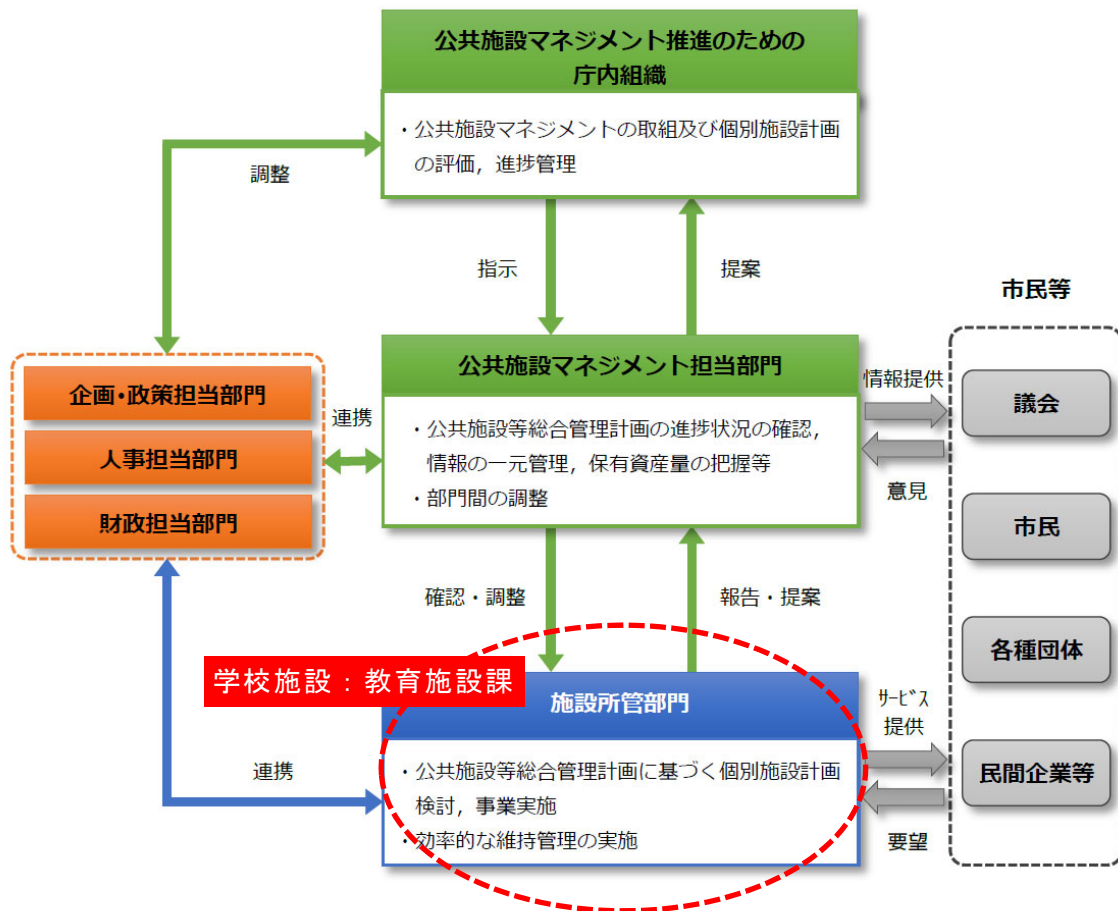 公共施設マネジメント推進のための
庁内組織
・公共施設マネジメントの取組及び個別施設計画
の評価，進捗管理
調整
指示
提案
市民等
企画・政策担当部門
人事担当部門
財政担当部門
連携
公共施設マネジメント担当部門
・公共施設等総合管理計画の進捗状況の確認，
情報の一元管理，保有資産量の把握等
・部門間の調整
情報提供
意見
議会
市民
各種団体
民間企業等
確認・調整
報告・提案
学校施設：教育施設課
施設所管部門
・公共施設等総合管理計画に基づく個別施設計画
検討，事業実施
・効率的な維持管理の実施
連携
ｻｰﾋﾞｽ
提供
要望